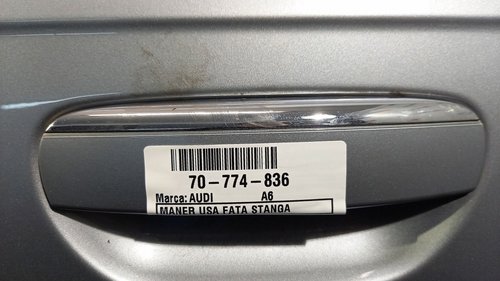 70-774-836
Marca: AUDI A6
MANER USA FATA STANGA